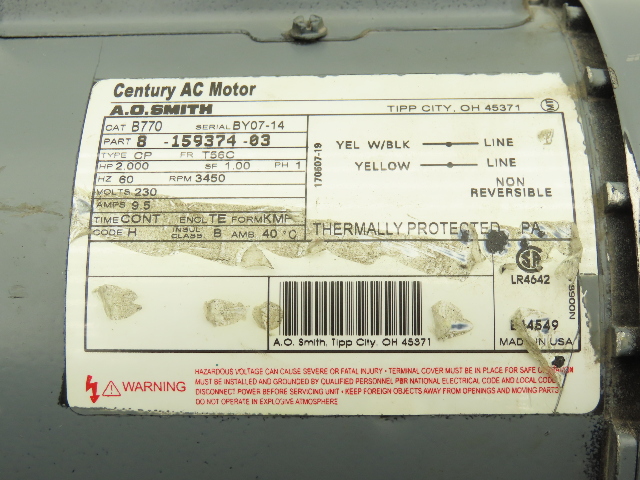 Century AC Motor
A.O.SMITH TIPP CITY, OH 45371
CAT B770 SERIAL BY07-14
PART 8 -159374 -03
TYPE CP FR T56C
HP 2.000 SF 1.00 PH 1
HZ 60 RPM 3450
VOLTS 230
AMPS 9.5
TIME CONT ENCL TE FORM KMF
CODE H INSUL CLASS. B AMB. 40 °C
170607-19
YEL W/BLK LINE
YELLOW LINE
NON
REVERSIBLE
THERMALLY PROTECTED PA
LR4642
A.O. Smith, Tipp City, OH 45371
MADE IN USA
WARNING
HAZARDOUS VOLTAGE CAN CAUSE SEVERE OR FATAL INJURY • TERMINAL COVER MUST BE IN PLACE FOR SAFE
MUST BE INSTALLED AND GROUNDED BY QUALIFIED PERSONNEL PER NATIONAL ELECTRICAL CODE AND LOCAL CODE
DISCONNECT POWER BEFORE SERVICING UNIT • KEEP FOREIGN OBJECTS AWAY FROM OPENINGS AND MOVING PARTS
DO NOT OPERATE IN EXPLOSIVE ATMOSPHERE